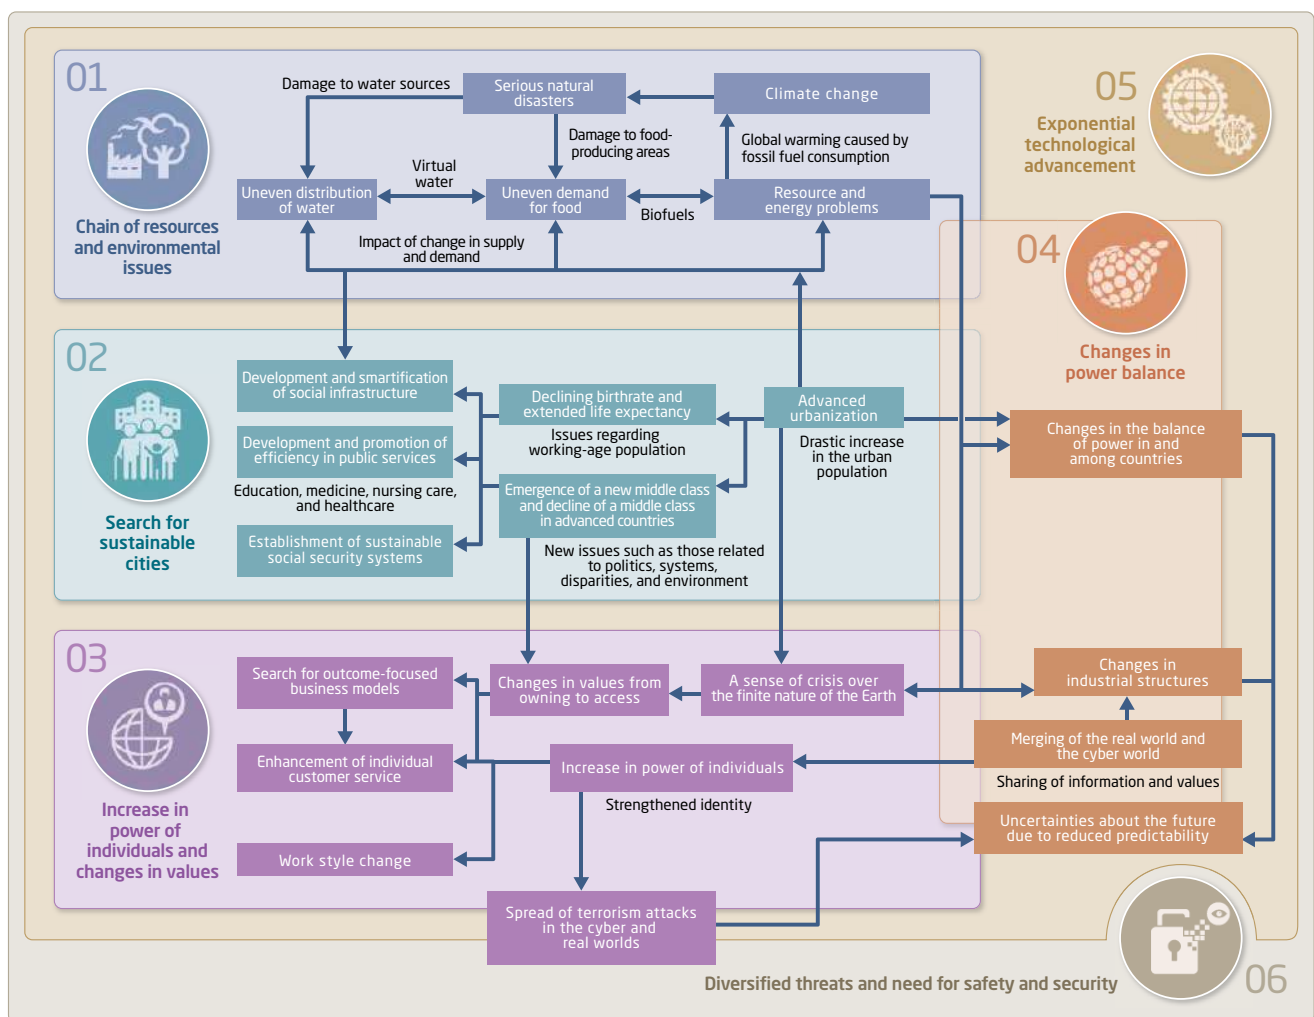 01
Chain of resources
and environmental
issues
Damage to water sources
Serious natural
disasters
Climate change
Damage to food-
producing areas
Global warming caused by
fossil fuel consumption
Virtual
water
Uneven distribution
of water
Uneven demand
for food
Biofuels
Resource and
energy problems
Impact of change in supply
and demand
05
Exponential
technological
advancement
04
Changes in
power balance
02
Search for
sustainable
cities
Development and smartification
of social infrastructure
Declining birthrate and
extended life expectancy
Advanced
urbanization
Issues regarding
working-age population
Drastic increase
in the urban
population
Changes in the balance
of power in and
among countries
Development and promotion of
efficiency in public services
Education, medicine, nursing care,
and healthcare
Emergence of a new middle class
and decline of a middle class
in advanced countries
Establishment of sustainable
social security systems
New issues such as those related
to politics, systems,
disparities, and environment
03
Increase in
power of
individuals and
changes in values
Search for outcome-focused
business models
Changes in values from
owning to access
A sense of crisis over
the finite nature of the Earth
Changes in
industrial structures
Enhancement of individual
customer service
Increase in power of individuals
Merging of the real world and
the cyber world
Strengthened identity
Sharing of information and values
Work style change
Uncertainties about the future
due to reduced predictability
Spread of terrorism attacks
in the cyber and
real worlds
Diversified threats and need for safety and security
06